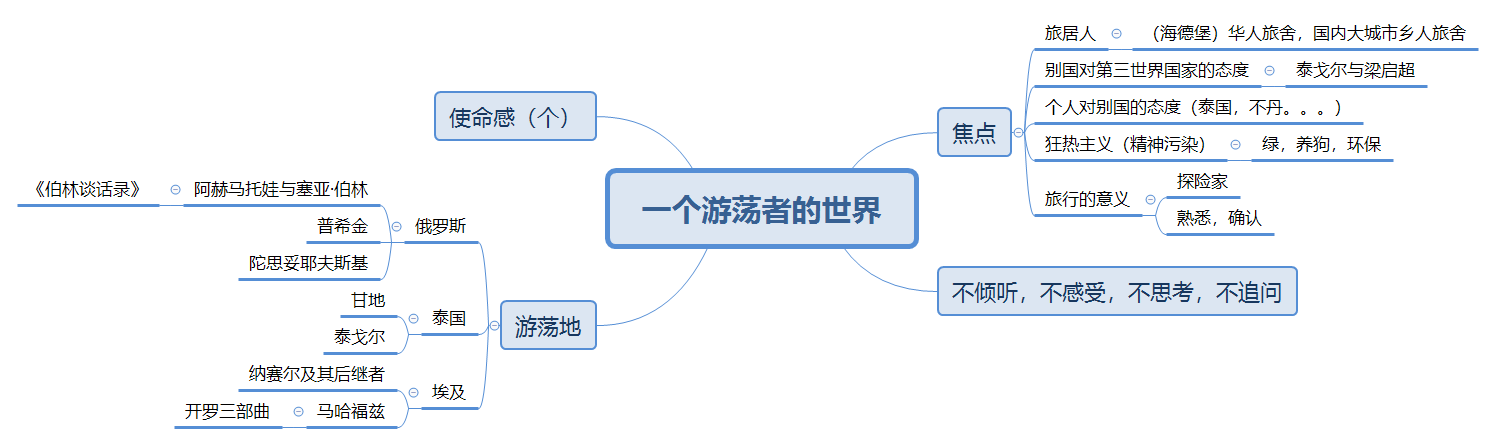 一个游荡者的世界
焦点
旅居人
（海德堡）华人旅舍，国内大城市乡人旅舍
别国对第三世界国家的态度
泰戈尔与梁启超
个人对别国的态度（泰国，不丹。。。）
狂热主义（精神污染）
绿，养狗，环保
旅行的意义
探险家
熟悉，确认
不倾听，不感受，不思考，不追问
使命感（个）
游荡地
俄罗斯
阿赫马托娃与塞亚·伯林
《伯林谈话录》
普希金
陀思妥耶夫斯基
泰国
甘地
泰戈尔
埃及
纳赛尔及其后继者
马哈福兹
开罗三部曲